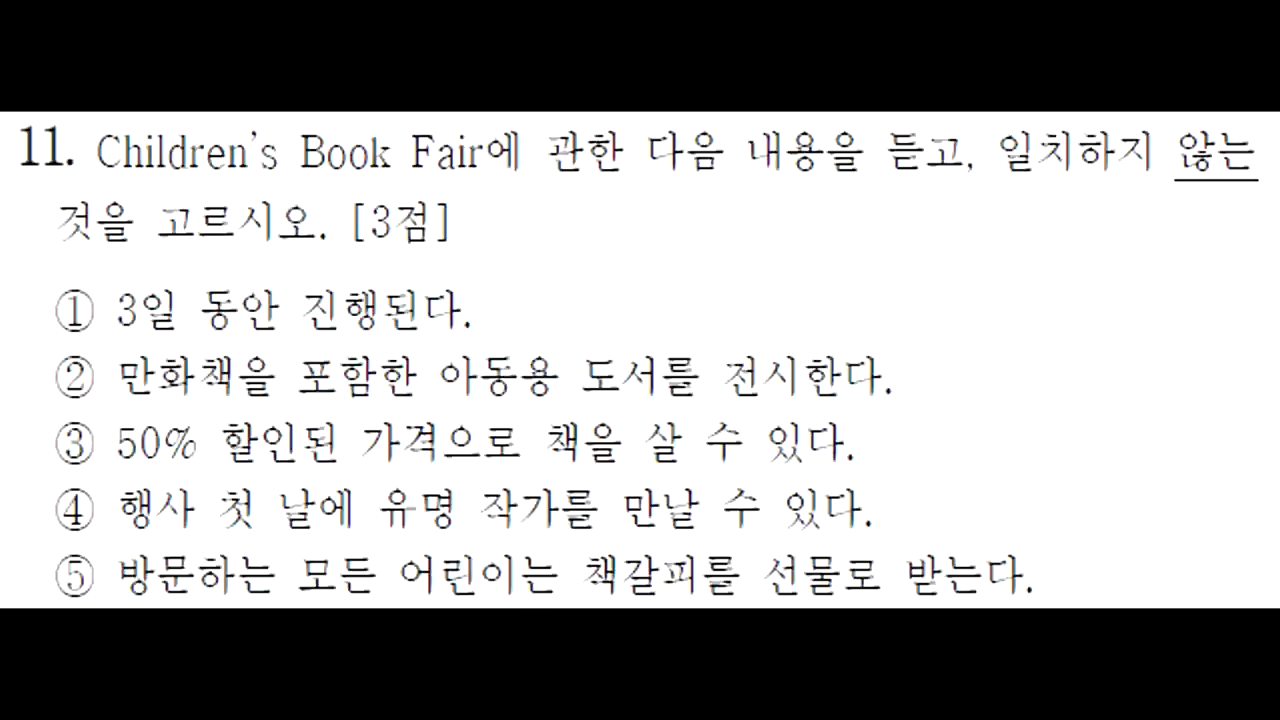 11. Children's Book Fair에 관한 다음 내용을 듣고, 일치하지 않는
것을 고르시오. [3점]
① 3일 동안 진행된다.
② 만화책을 포함한 아동용 도서를 전시한다.
③ 50% 할인된 가격으로 책을 살 수 있다.
④ 행사 첫 날에 유명 작가를 만날 수 있다.
⑤ 방문하는 모든 어린이는 책갈피를 선물로 받는다.